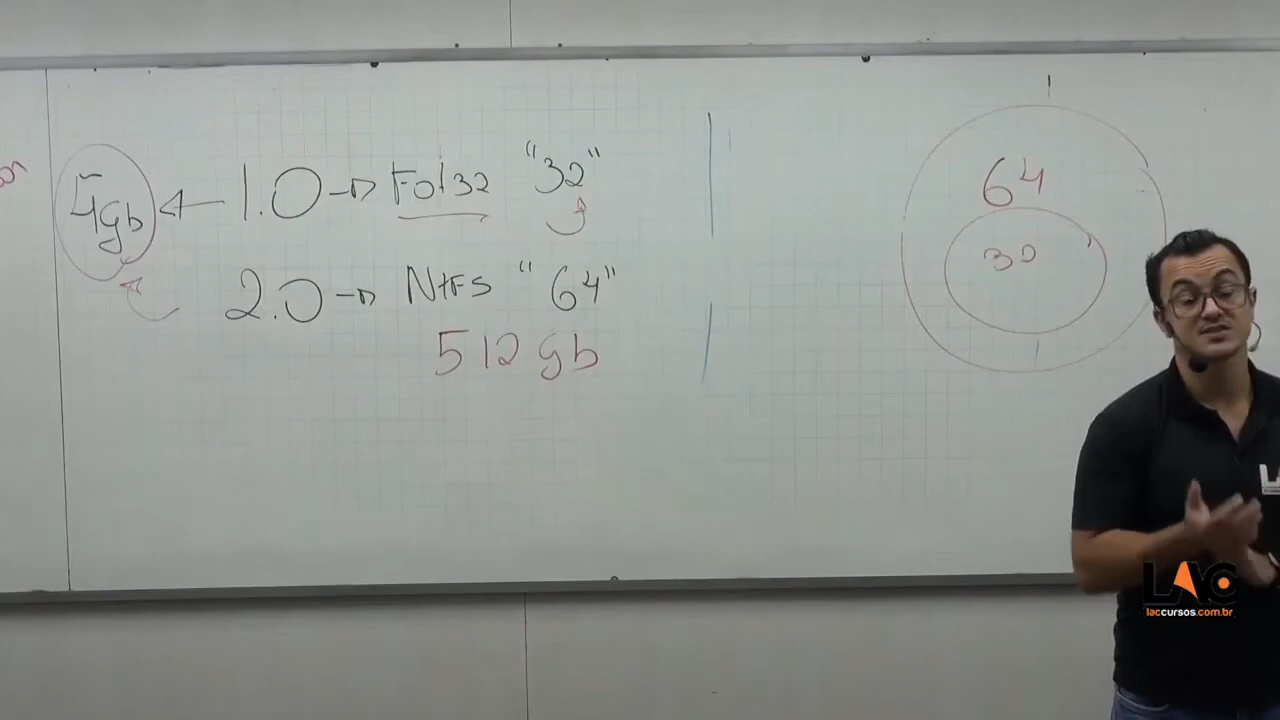 4gb ← 1.0 → Fat32 "32"
2.0 → NtFS "64"
512 gb
64
32
LAC
laccursos.com.br